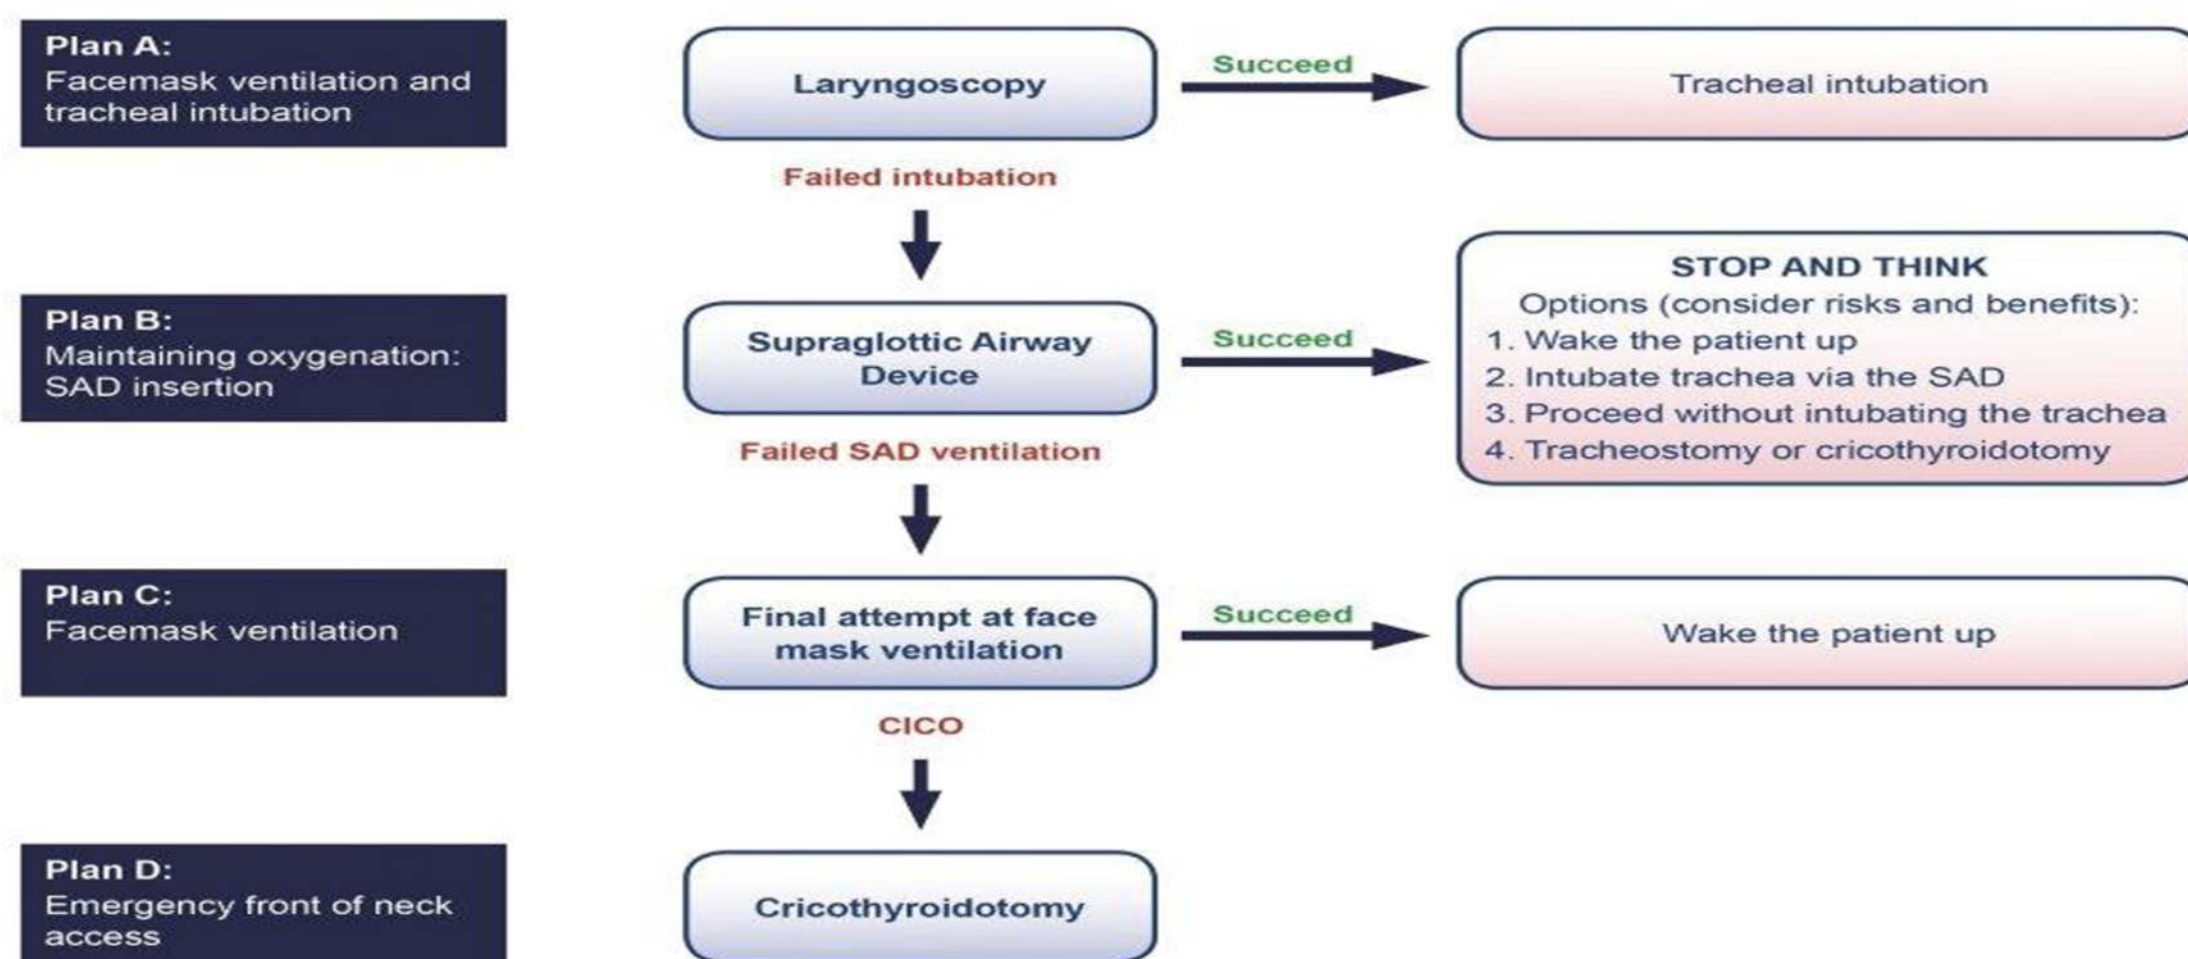 Plan A:
Facemask ventilation and
tracheal intubation
Laryngoscopy
Succeed
Tracheal intubation
Failed intubation
Plan B:
Maintaining oxygenation:
SAD insertion
Supraglottic Airway
Device
Succeed
STOP AND THINK
Options (consider risks and benefits):
1. Wake the patient up
2. Intubate trachea via the SAD
3. Proceed without intubating the trachea
4. Tracheostomy or cricothyroidotomy
Failed SAD ventilation
Plan C:
Facemask ventilation
Final attempt at face
mask ventilation
Succeed
Wake the patient up
CICO
Plan D:
Emergency front of neck
access
Cricothyroidotomy